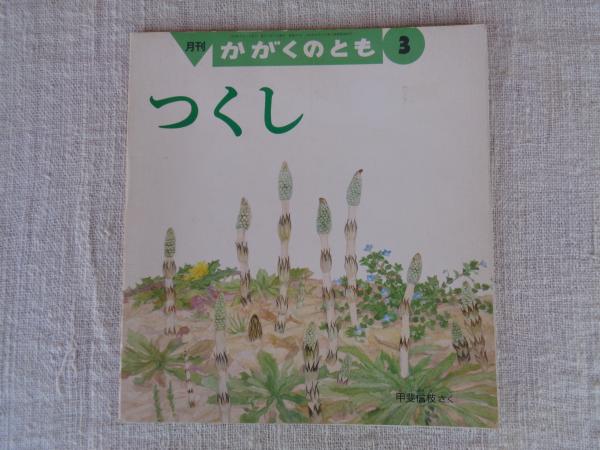 月刊 かがくのとも 3
つくし
甲斐信枝 さく